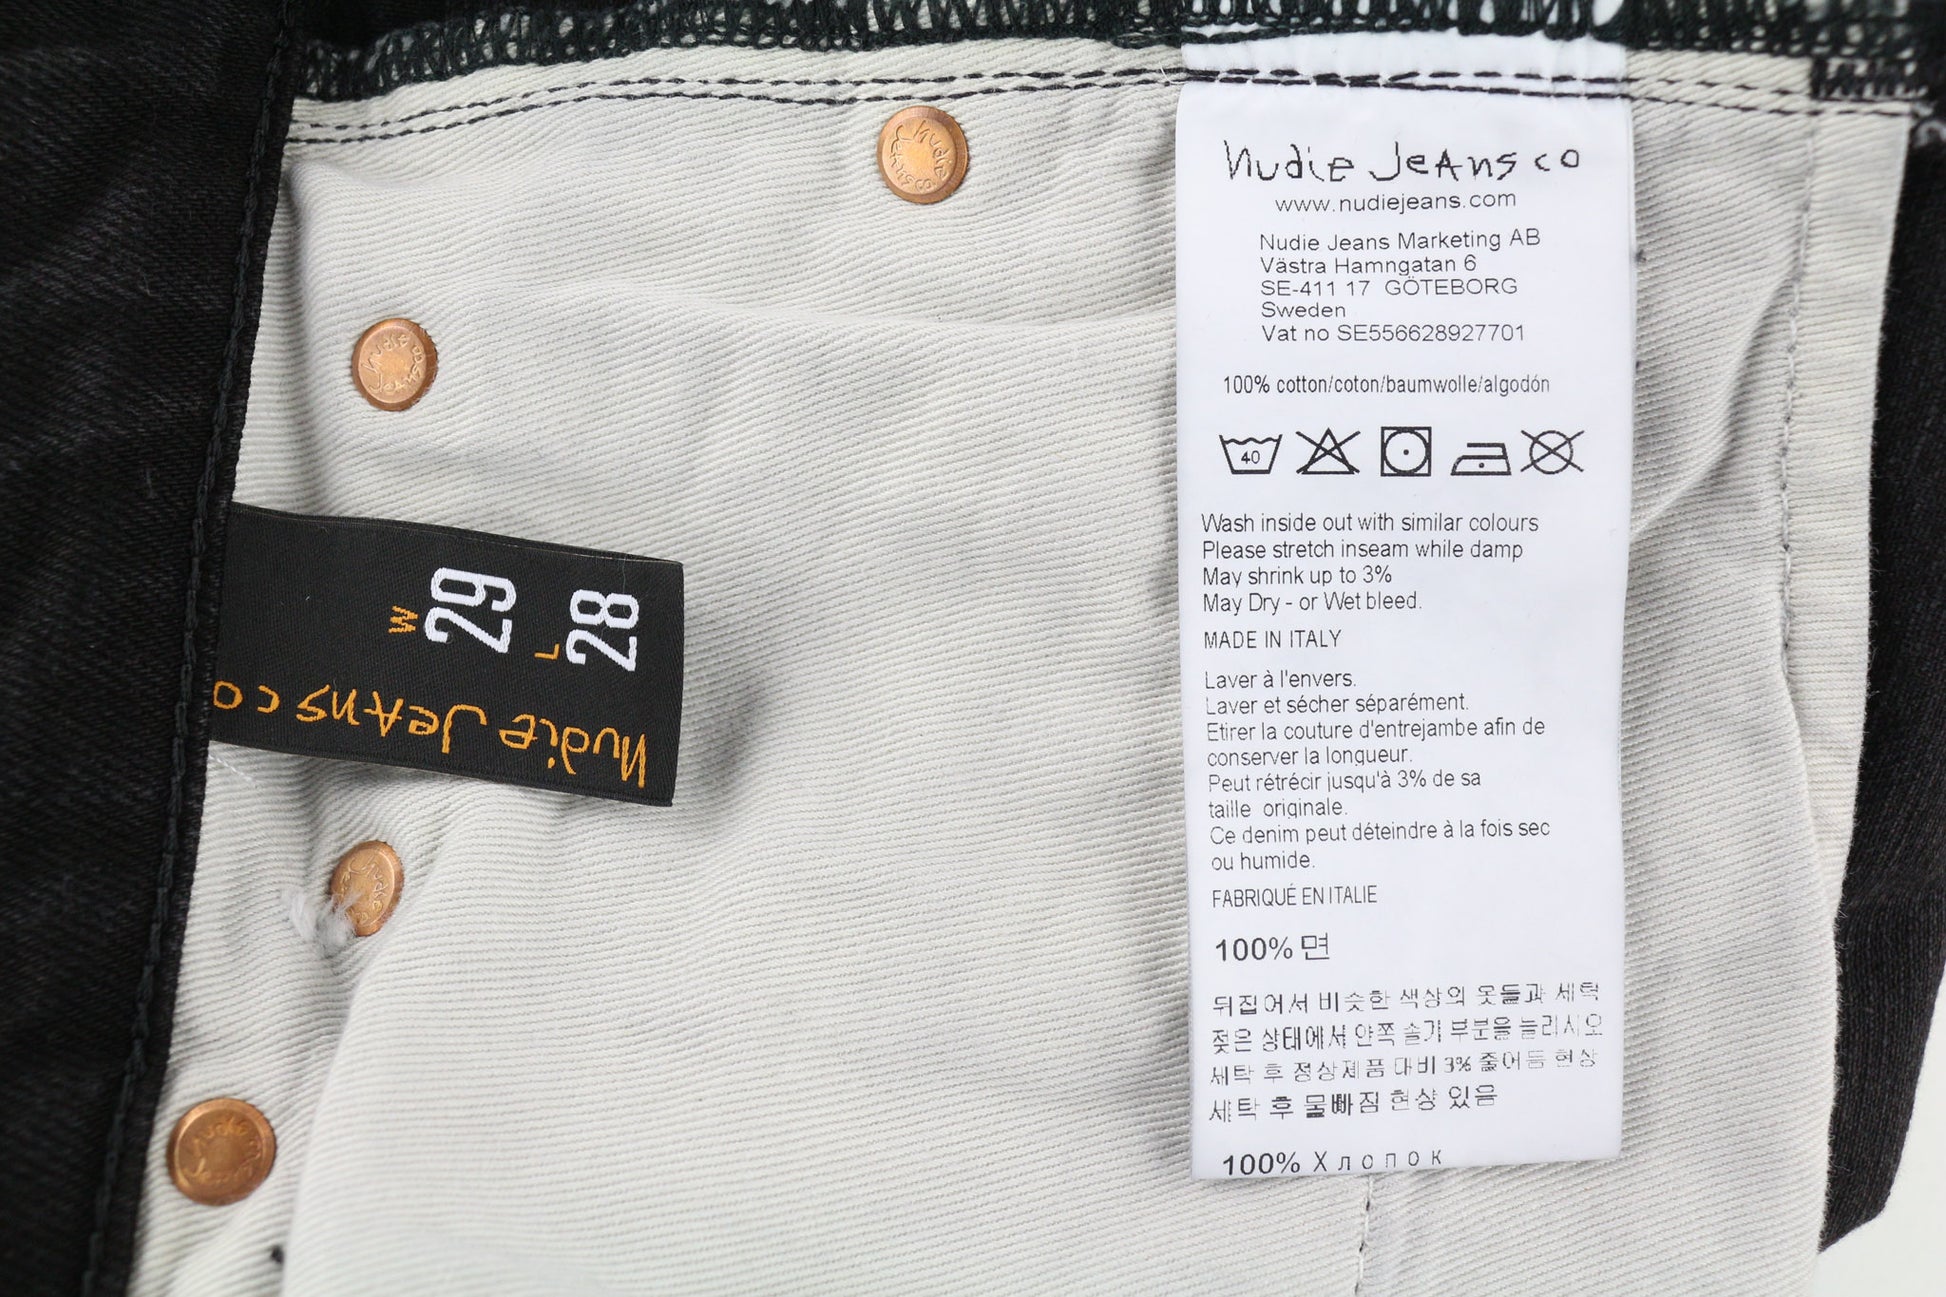 Nudie Jeans co
www.nudiejeans.com
Nudie Jeans Marketing AB
Västra Hamngatan 6
SE-411 17 GÖTEBORG
Sweden
Vat no SE556628927701
100% cotton/coton/baumwolle/algodón
40
Wash inside out with similar colours
Please stretch inseam while damp
May shrink up to 3%
May Dry - or Wet bleed.
MADE IN ITALY
Laver à l'envers.
Laver et sécher séparément.
Etirer la couture d'entrejambe afin de
conserver la longueur.
Peut rétrécir jusqu'à 3% de sa
taille originale.
Ce denim peut déteindre à la fois sec
ou humide.
FABRIQUÉ EN ITALIE
100% 면
뒤집어서 비슷한 색상의 옷들과 세탁
젖은 상태에서 안쪽 솔기 부분을 늘리시오
세탁 후 정상제품 대비 3% 줄어듬 현상
세탁 후 물빠짐 현상 있음
100% Хлопок
W
29
L
28
Nudie Jeans co
Nudie
Jeans co
Nudie
Jeans co
Nudie